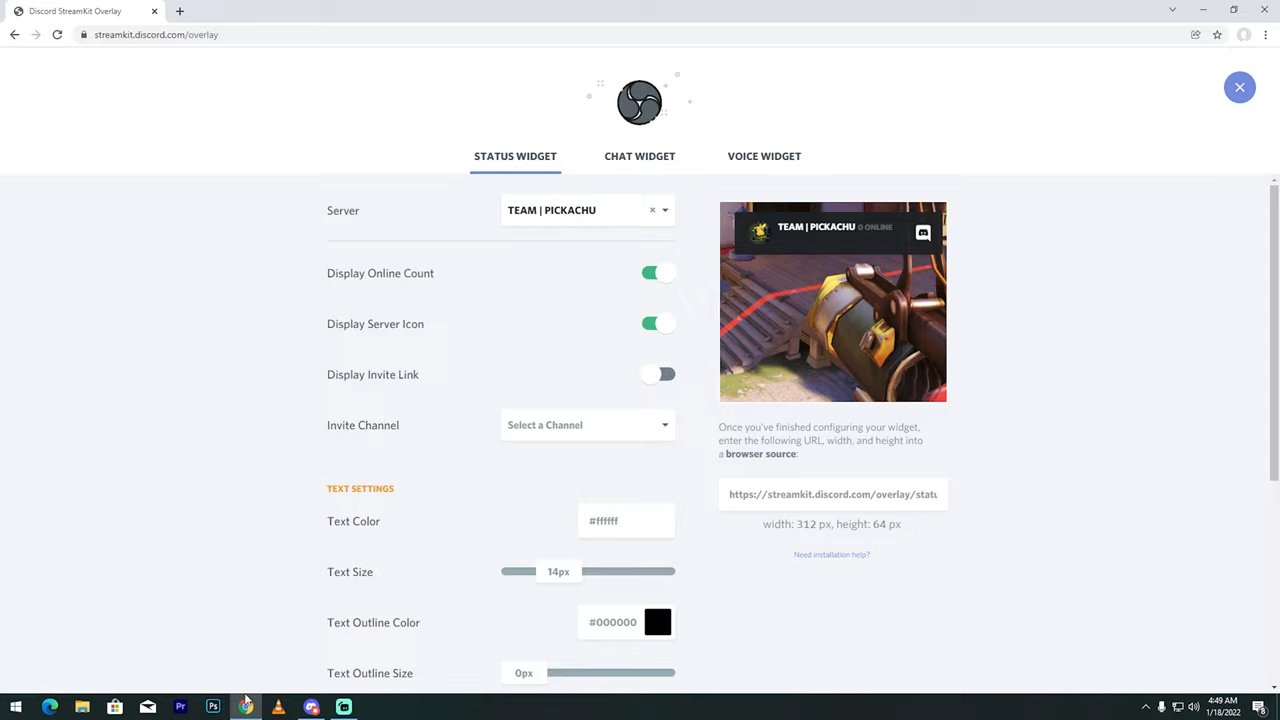 Discord StreamKit Overlay
streamkit.discord.com/overlay
STATUS WIDGET
CHAT WIDGET
VOICE WIDGET
Server
TEAM | PICKACHU
TEAM | PICKACHU 0 ONLINE
Display Online Count
Display Server Icon
Display Invite Link
Invite Channel
Select a Channel
Once you've finished configuring your widget,
enter the following URL, width, and height into
a browser source:
https://streamkit.discord.com/overlay/statu
width: 312 px, height: 64 px
Need installation help?
TEXT SETTINGS
Text Color
#ffffff
Text Size
14px
Text Outline Color
#000000
Text Outline Size
0px
Pr
Ps
4:49 AM
1/18/2022
8